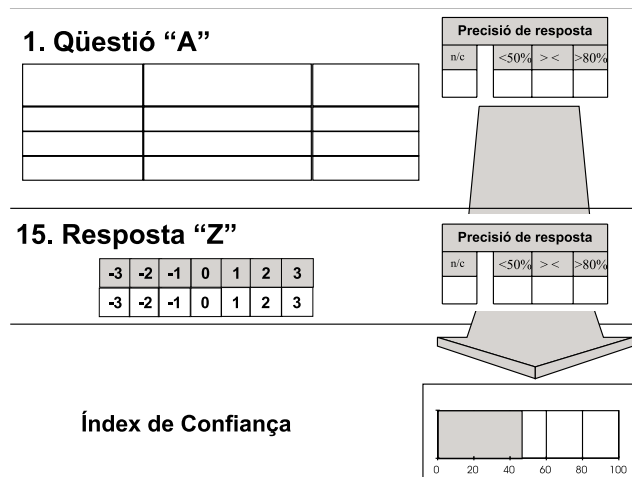 1. Qüestió “A”
Precisió de resposta
n/c <50% > < >80%
15. Resposta “Z”
Precisió de resposta
n/c <50% > < >80%
-3 -2 -1 0 1 2 3
-3 -2 -1 0 1 2 3
Índex de Confiança
0 20 40 60 80 100